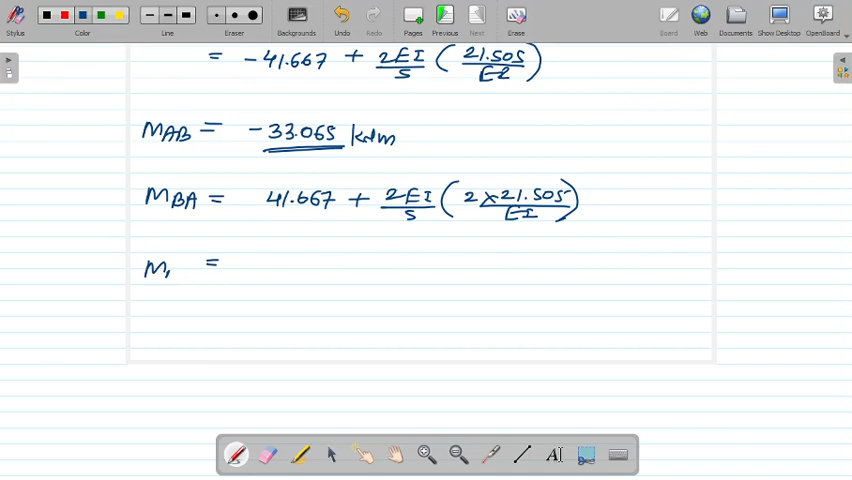 Stylus
Color
Line
Eraser
Backgrounds
Undo
Redo
Pages
Previous
Next
Erase
Board
Web
Documents
Show Desktop
OpenBoard
= -41.667 + 2EI/5 ( 21.505/EI )
MAB = -33.065 kNm
MBA = 41.667 + 2EI/5 ( 2 x 21.505/EI )
M, =